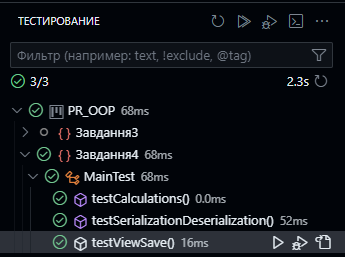 ТЕСТИРОВАНИЕ
Фильтр (например: text, !exclude, @tag)
3/3 2.3s
PR_OOP 68ms
{ } Завдання3
{ } Завдання4 68ms
MainTest 68ms
testCalculations() 0.0ms
testSerializationDeserialization() 52ms
testViewSave() 16ms